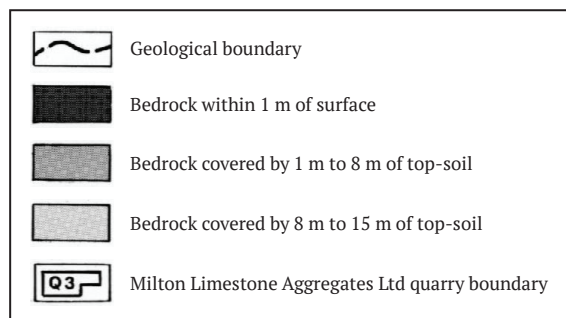 Geological boundary
Bedrock within 1 m of surface
Bedrock covered by 1 m to 8 m of top-soil
Bedrock covered by 8 m to 15 m of top-soil
Q3 Milton Limestone Aggregates Ltd quarry boundary